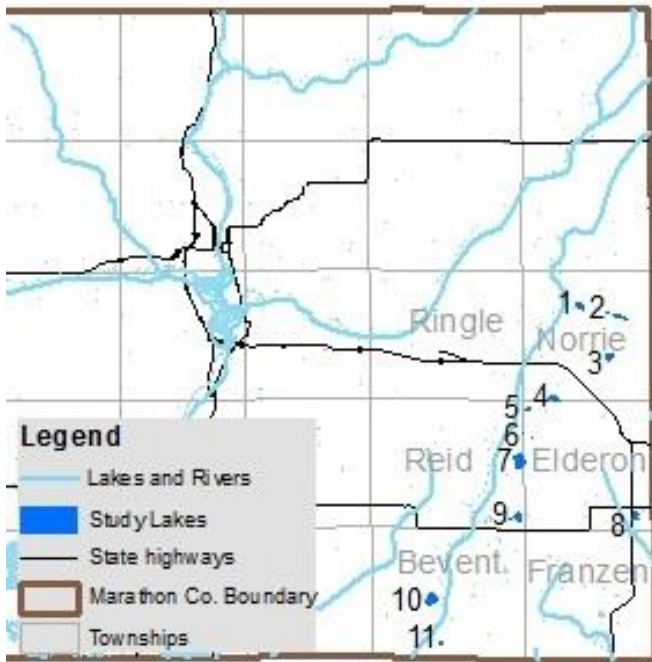 1 2
Ringle
Norrie
3
4
5
6
Legend
Reid 7 Elderon
Lakes and Rivers
Study Lakes
9 8
State highways
Bevent
Franzen
Marathon Co. Boundary
10
Townships
11